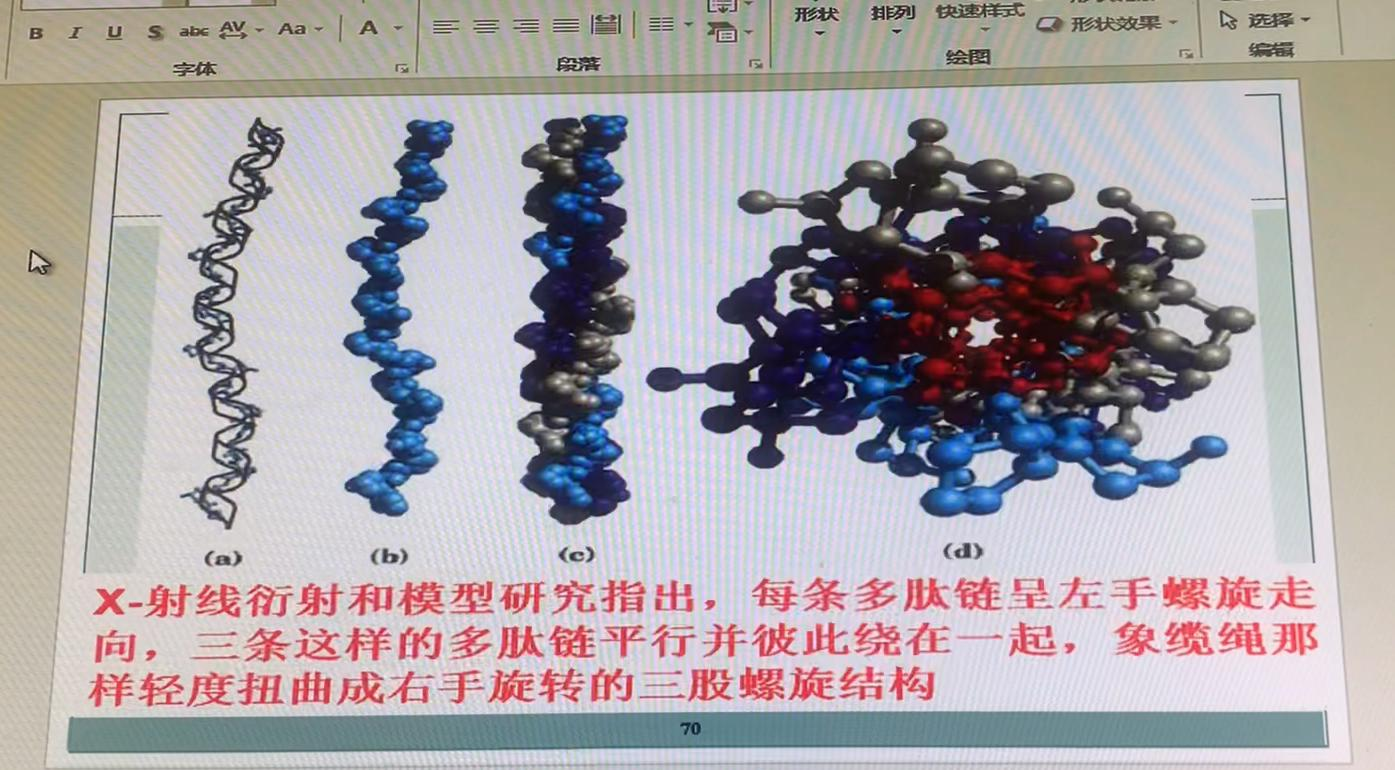 形状 排列 快速样式
B I U S abc AV Aa A 形状效果 选择
字体 段落 绘图 编辑
(a) (b) (c) (d)
X-射线衍射和模型研究指出，每条多肽链呈左手螺旋走
向，三条这样的多肽链平行并彼此绕在一起，象缆绳那
样轻度扭曲成右手旋转的三股螺旋结构
70